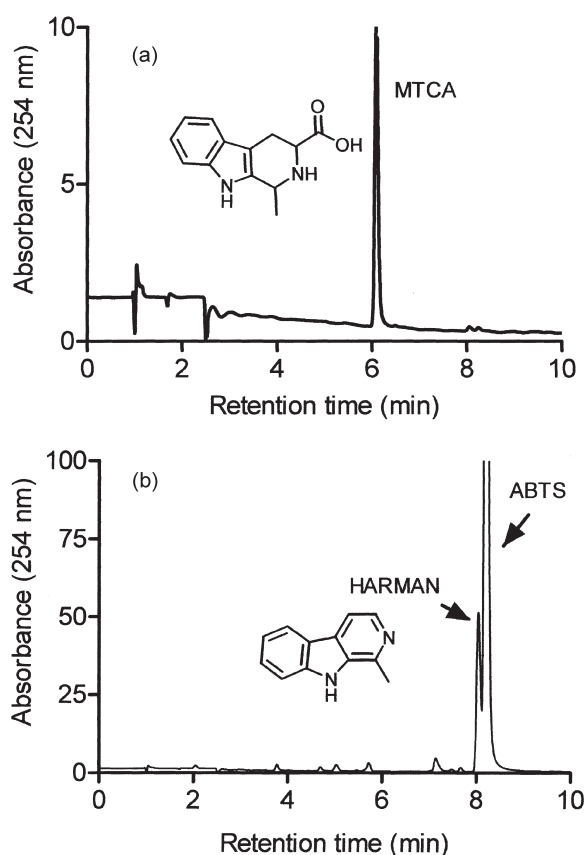 10
(a)
MTCA
O
OH
NH
N
H
5
0
0
2
4
6
8
10
Absorbance (254 nm)
Retention time (min)
100
(b)
ABTS
75
HARMAN
50
N
N
H
25
0
0
2
4
6
8
10
Absorbance (254 nm)
Retention time (min)